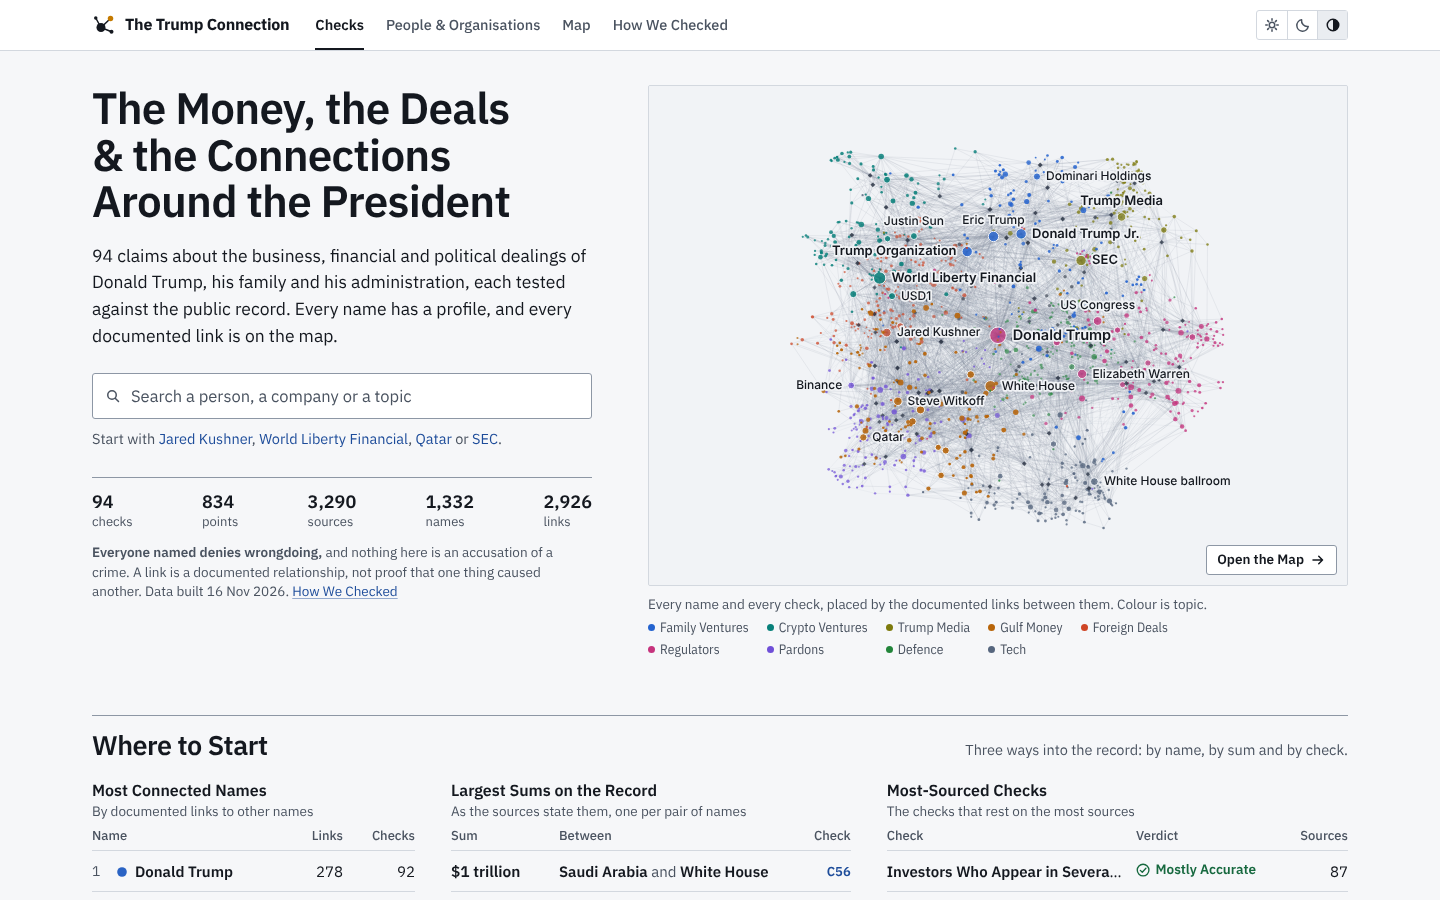 The Trump Connection
Checks
People & Organisations
Map
How We Checked
The Money, the Deals
& the Connections
Around the President
94 claims about the business, financial and political dealings of
Donald Trump, his family and his administration, each tested
against the public record. Every name has a profile, and every
documented link is on the map.
Search a person, a company or a topic
Start with Jared Kushner, World Liberty Financial, Qatar or SEC.
94
checks
834
points
3,290
sources
1,332
names
2,926
links
Everyone named denies wrongdoing, and nothing here is an accusation of a
crime. A link is a documented relationship, not proof that one thing caused
another. Data built 16 Nov 2026. How We Checked
Dominari Holdings
Trump Media
Justin Sun
Eric Trump
Donald Trump Jr.
Trump Organization
SEC
World Liberty Financial
USD1
US Congress
Jared Kushner
Donald Trump
Elizabeth Warren
Binance
White House
Steve Witkoff
Qatar
White House ballroom
Open the Map →
Every name and every check, placed by the documented links between them. Colour is topic.
Family Ventures
Crypto Ventures
Trump Media
Gulf Money
Foreign Deals
Regulators
Pardons
Defence
Tech
Where to Start
Three ways into the record: by name, by sum and by check.
Most Connected Names
By documented links to other names
Name Links Checks
1 Donald Trump 278 92
Largest Sums on the Record
As the sources state them, one per pair of names
Sum Between Check
$1 trillion Saudi Arabia and White House C56
Most-Sourced Checks
The checks that rest on the most sources
Check Verdict Sources
Investors Who Appear in Severa... Mostly Accurate 87